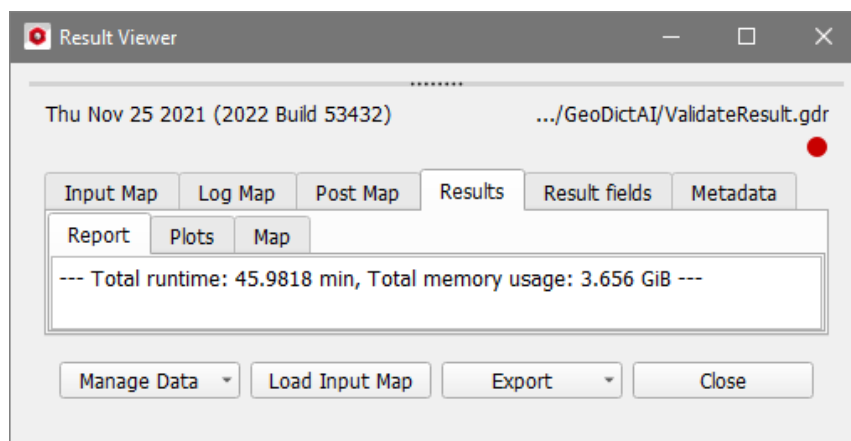 Result Viewer
Thu Nov 25 2021 (2022 Build 53432) .../GeoDictAI/ValidateResult.gdr
Input Map Log Map Post Map Results Result fields Metadata
Report Plots Map
--- Total runtime: 45.9818 min, Total memory usage: 3.656 GiB ---
Manage Data Load Input Map Export Close